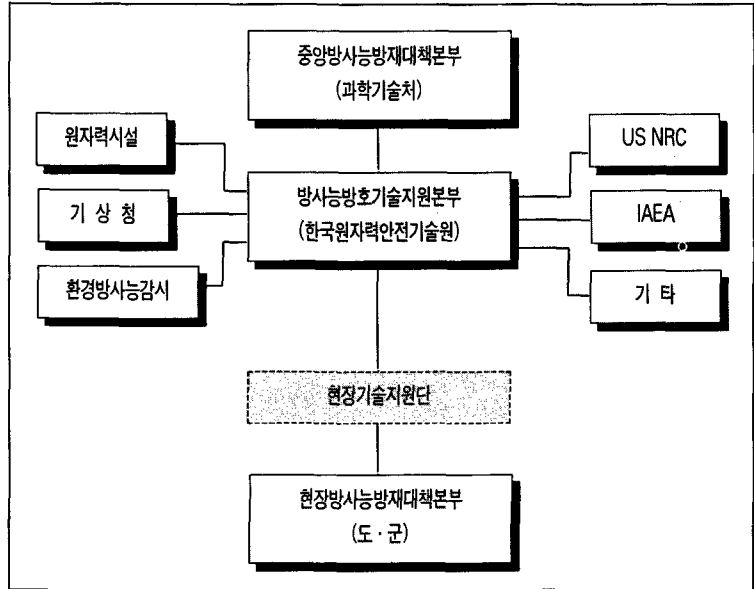 중앙방사능방재대책본부
(과학기술처)
원자력시설
US NRC
방사능방호기술지원본부
(한국원자력안전기술원)
기 상 청
IAEA
환경방사능감시
기 타
현장기술지원단
현장방사능방재대책본부
(도·군)